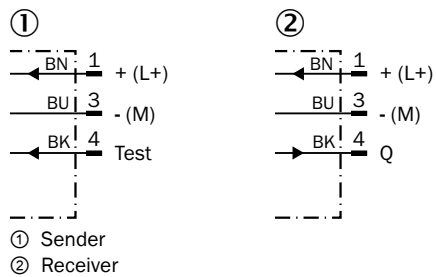 ① ②
BN 1 + (L+) BN 1 + (L+)
BU 3 - (M) BU 3 - (M)
BK 4 Test BK 4 Q
① Sender
② Receiver